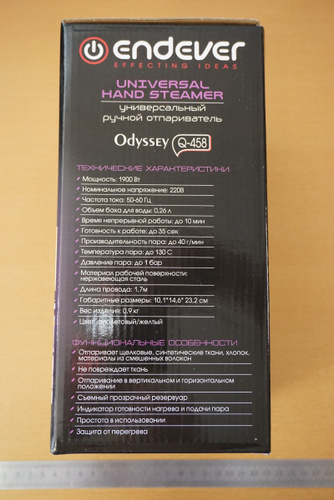 endever
EFFECTING IDEAS
UNIVERSAL
HAND STEAMER
универсальный
ручной отпариватель
Odyssey Q-458
ТЕХНИЧЕСКИЕ ХАРАКТЕРИСТИКИ
Мощность: 1900 Вт
Номинальное напряжение: 220В
Частота тока: 50-60 Гц
Объем бака для воды: 0,26 л
Время непрерывной работы: до 10 мин
Готовность к работе: до 35 сек
Производительность пара: до 40 г/мин
Температура пара: до 130 С
Давление пара: до 1 бар
Материал рабочей поверхности:
нержавеющая сталь
Длина провода: 1,7м
Габаритные размеры: 10,1*14,6* 23,2 см
Вес изделия: 0,9 кг
Цвет: фиолетовый/желтый
ФУНКЦИОНАЛЬНЫЕ ОСОБЕННОСТИ
Отпаривает шелковые, синтетические ткани, хлопок,
материалы из смешанных волокон
Не повреждает ткань
Отпаривание в вертикальном и горизонтальном
положении
Съемный прозрачный резервуар
Индикатор готовности нагрева и подачи пара
Простота в использовании
Защита от перегрева